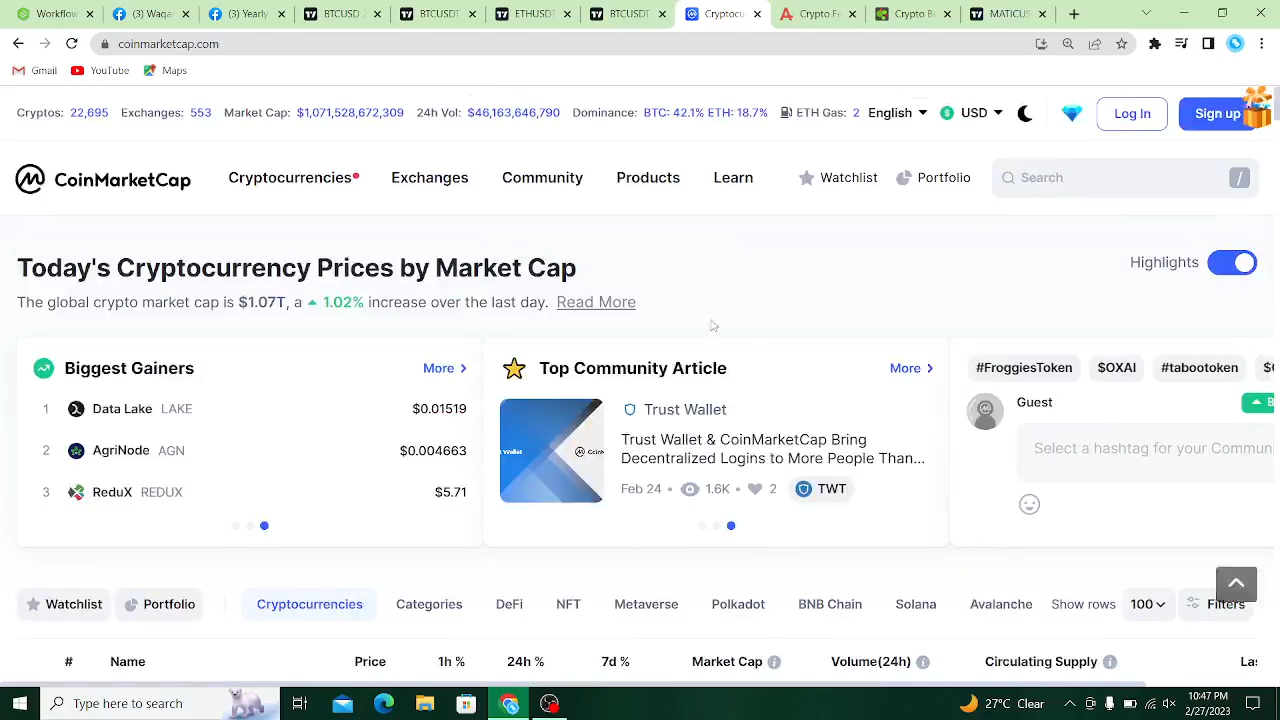 Workflow
(3) Waqas
(3) Yearly
BTCUSD 2
BTCUSDT
ETHUSDT
BTCUSDT
Cryptocu
Crypto Fe
Crypto Bu
MATICUS
coinmarketcap.com
Gmail
YouTube
Maps
Cryptos: 22,695 Exchanges: 553 Market Cap: $1,071,528,672,309 24h Vol: $46,163,646,790 Dominance: BTC: 42.1% ETH: 18.7% ETH Gas: 2 English USD Log In Sign up
CoinMarketCap Cryptocurrencies Exchanges Community Products Learn Watchlist Portfolio Search /
Today's Cryptocurrency Prices by Market Cap
Highlights
The global crypto market cap is $1.07T, a 1.02% increase over the last day. Read More
Biggest Gainers More
1 Data Lake LAKE $0.01519
2 AgriNode AGN $0.004663
3 ReduX REDUX $5.71
Top Community Article More
Trust Wallet
Trust Wallet & CoinMarketCap Bring
Decentralized Logins to More People Than...
Feb 24 • 1.6K • 2 TWT
#FroggiesToken $OXAI #tabootoken
Guest
Select a hashtag for your Commun
Watchlist Portfolio Cryptocurrencies Categories DeFi NFT Metaverse Polkadot BNB Chain Solana Avalanche Show rows 100 Filters
# Name Price 1h % 24h % 7d % Market Cap Volume(24h) Circulating Supply Las
Type here to search
27°C Clear
10:47 PM
2/27/2023